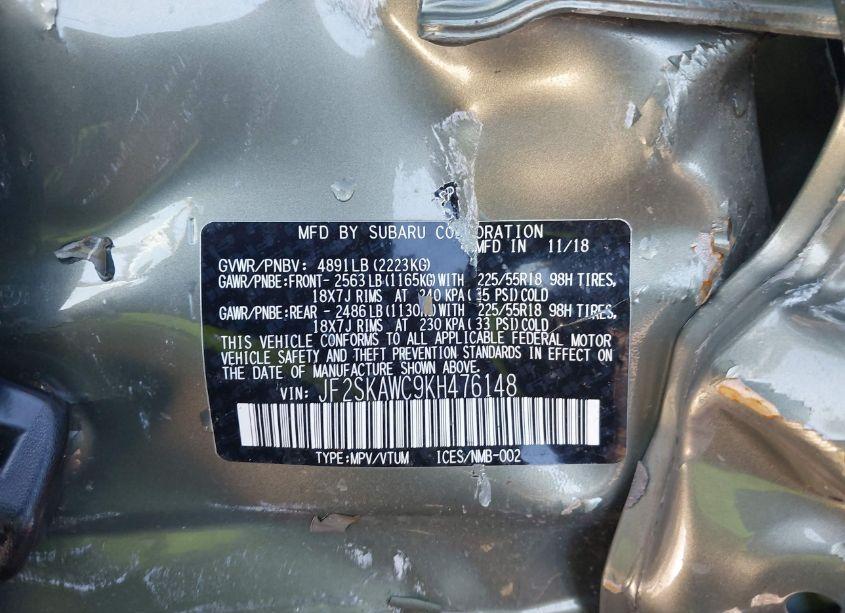 MFD BY SUBARU CORPORATION
MFD IN 11/18
GVWR/PNBV: 4891LB(2223KG)
GAWR/PNBE:FRONT- 2563LB(1165KG)WITH 225/55R18 98H TIRES,
18X7J RIMS AT 240 KPA(35 PSI)COLD
GAWR/PNBE:REAR - 2486LB(1130KG)WITH 225/55R18 98H TIRES,
18X7J RIMS AT 230 KPA(33 PSI)COLD
THIS VEHICLE CONFORMS TO ALL APPLICABLE FEDERAL MOTOR
VEHICLE SAFETY AND THEFT PREVENTION STANDARDS IN EFFECT ON
THE DATE OF MANUFACTURE SHOWN ABOVE.
VIN: JF2SKAWC9KH476148
TYPE:MPV/VTUM ICES/NMB-002